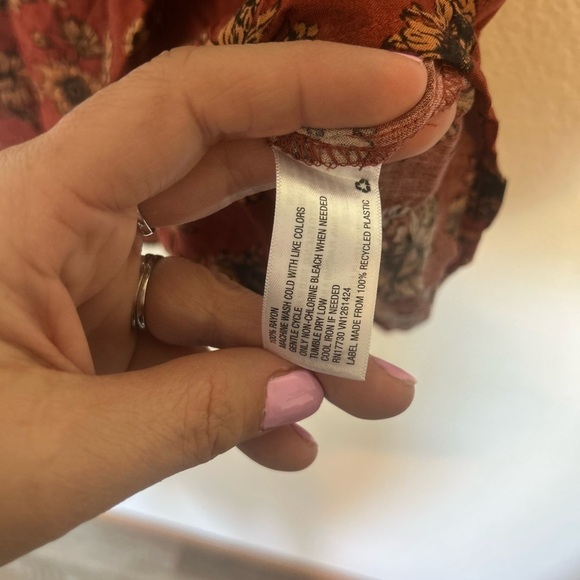 100% RAYON
MACHINE WASH COLD WITH LIKE COLORS
GENTLE CYCLE
ONLY NON-CHLORINE BLEACH WHEN NEEDED
TUMBLE DRY LOW
COOL IRON IF NEEDED
RN17730 VN1261424
LABEL MADE FROM 100% RECYCLED PLASTIC